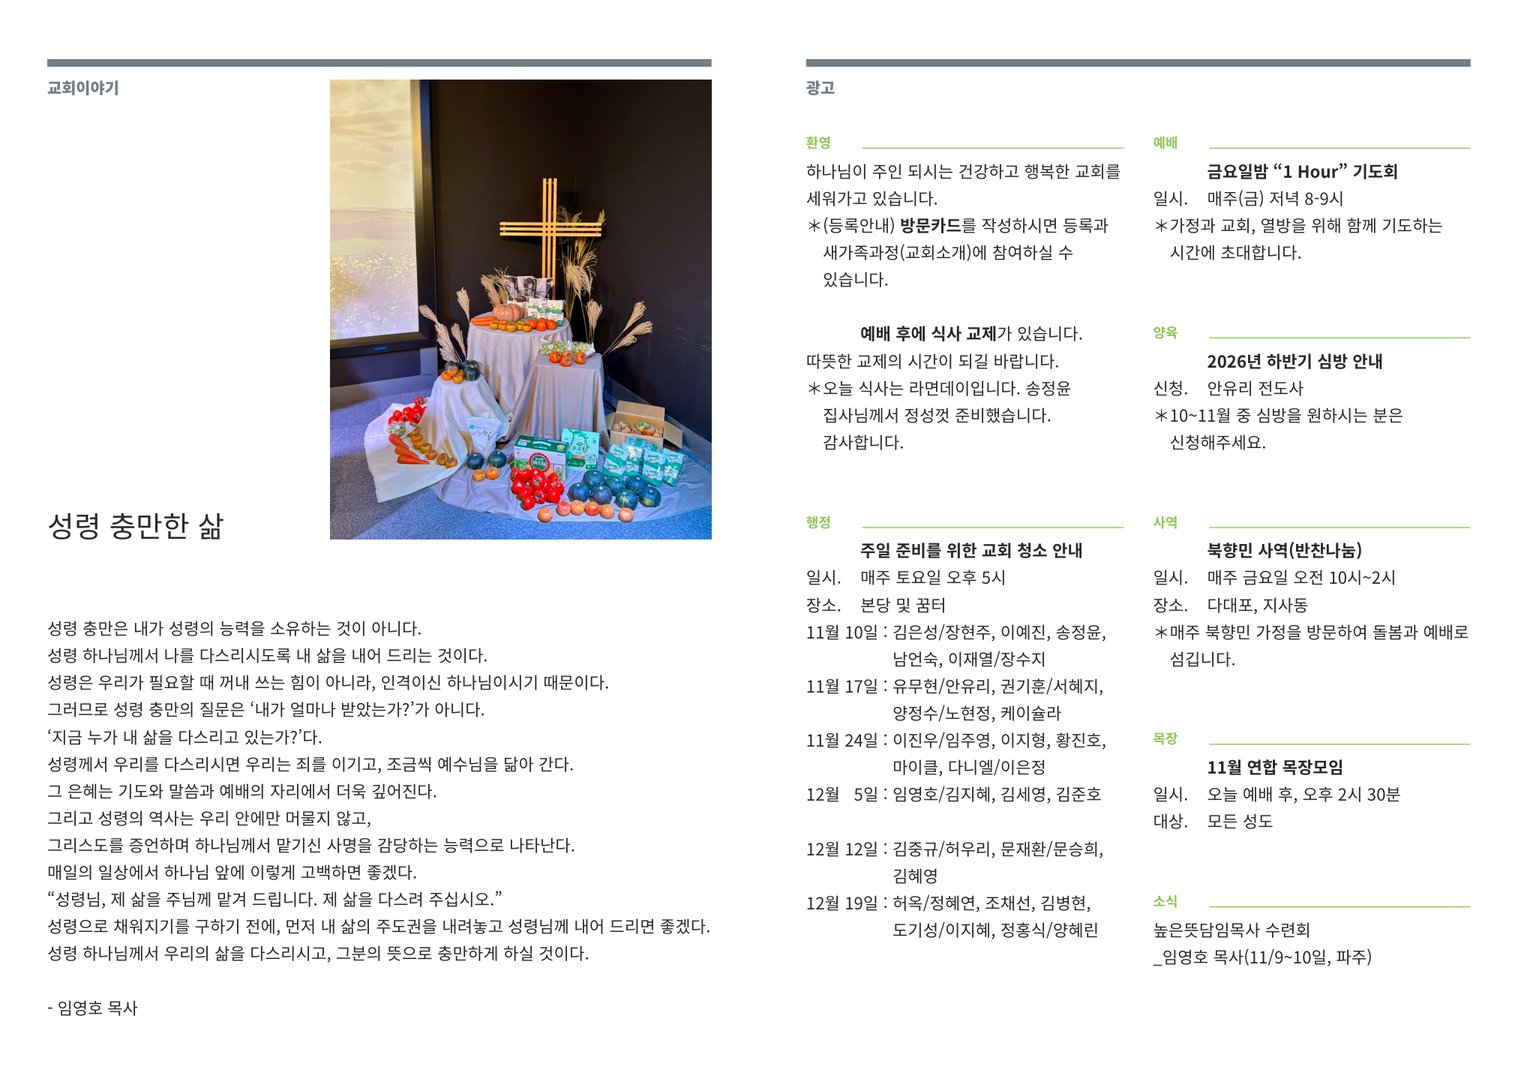 교회이야기
성령 충만한 삶
성령 충만은 내가 성령의 능력을 소유하는 것이 아니다.
성령 하나님께서 나를 다스리시도록 내 삶을 내어 드리는 것이다.
성령은 우리가 필요할 때 꺼내 쓰는 힘이 아니라, 인격이신 하나님이시기 때문이다.
그러므로 성령 충만의 질문은 ‘내가 얼마나 받았는가?’가 아니다.
‘지금 누가 내 삶을 다스리고 있는가?’다.
성령께서 우리를 다스리시면 우리는 죄를 이기고, 조금씩 예수님을 닮아 간다.
그 은혜는 기도와 말씀과 예배의 자리에서 더욱 깊어진다.
그리고 성령의 역사는 우리 안에만 머물지 않고,
그리스도를 증언하며 하나님께서 맡기신 사명을 감당하는 능력으로 나타난다.
매일의 일상에서 하나님 앞에 이렇게 고백하면 좋겠다.
“성령님, 제 삶을 주님께 맡겨 드립니다. 제 삶을 다스려 주십시오.”
성령으로 채워지기를 구하기 전에, 먼저 내 삶의 주도권을 내려놓고 성령님께 내어 드리면 좋겠다.
성령 하나님께서 우리의 삶을 다스리시고, 그분의 뜻으로 충만하게 하실 것이다.
- 임영호 목사
광고
환영
하나님이 주인 되시는 건강하고 행복한 교회를
세워가고 있습니다.
＊(등록안내) 방문카드를 작성하시면 등록과
새가족과정(교회소개)에 참여하실 수
있습니다.
예배 후에 식사 교제가 있습니다.
따뜻한 교제의 시간이 되길 바랍니다.
＊오늘 식사는 라면데이입니다. 송정윤
집사님께서 정성껏 준비했습니다.
감사합니다.
행정
주일 준비를 위한 교회 청소 안내
일시. 매주 토요일 오후 5시
장소. 본당 및 꿈터
11월 10일 : 김은성/장현주, 이예진, 송정윤,
남언숙, 이재열/장수지
11월 17일 : 유무현/안유리, 권기훈/서혜지,
양정수/노현정, 케이슐라
11월 24일 : 이진우/임주영, 이지형, 황진호,
마이클, 다니엘/이은정
12월 5일 : 임영호/김지혜, 김세영, 김준호
12월 12일 : 김중규/허우리, 문재환/문승희,
김혜영
12월 19일 : 허옥/정혜연, 조채선, 김병현,
도기성/이지혜, 정홍식/양혜린
예배
금요일밤 “1 Hour” 기도회
일시. 매주(금) 저녁 8-9시
＊가정과 교회, 열방을 위해 함께 기도하는
시간에 초대합니다.
양육
2026년 하반기 심방 안내
신청. 안유리 전도사
＊10~11월 중 심방을 원하시는 분은
신청해주세요.
사역
북향민 사역(반찬나눔)
일시. 매주 금요일 오전 10시~2시
장소. 다대포, 지사동
＊매주 북향민 가정을 방문하여 돌봄과 예배로
섬깁니다.
목장
11월 연합 목장모임
일시. 오늘 예배 후, 오후 2시 30분
대상. 모든 성도
소식
높은뜻담임목사 수련회
_임영호 목사(11/9~10일, 파주)